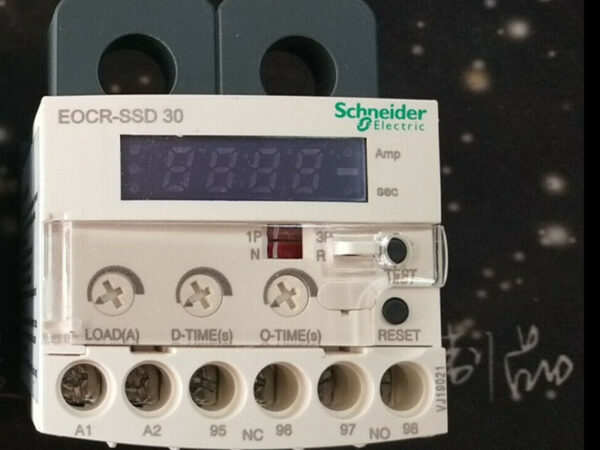 EOCR-SSD 30
Schneider
Electric
Amp
sec
1P 3P
N R
TEST
LOAD(A) D-TIME(s) O-TIME(s) RESET
A1 A2 95 NC 96 97 NO 98
VJ19021